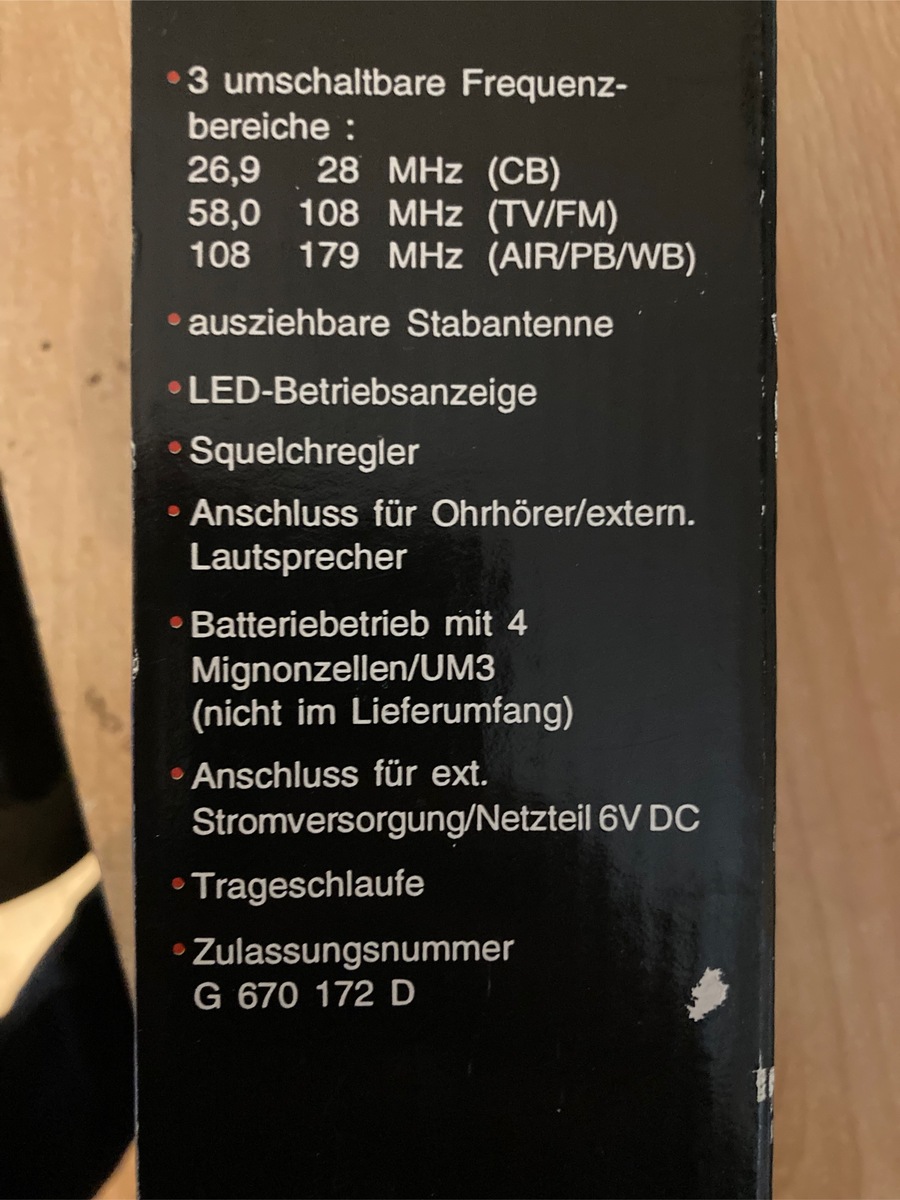 • 3 umschaltbare Frequenz-
bereiche :
26,9 28 MHz (CB)
58,0 108 MHz (TV/FM)
108 179 MHz (AIR/PB/WB)
• ausziehbare Stabantenne
• LED-Betriebsanzeige
• Squelchregler
• Anschluss für Ohrhörer/extern.
Lautsprecher
• Batteriebetrieb mit 4
Mignonzellen/UM3
(nicht im Lieferumfang)
• Anschluss für ext.
Stromversorgung/Netzteil 6V DC
• Trageschlaufe
• Zulassungsnummer
G 670 172 D